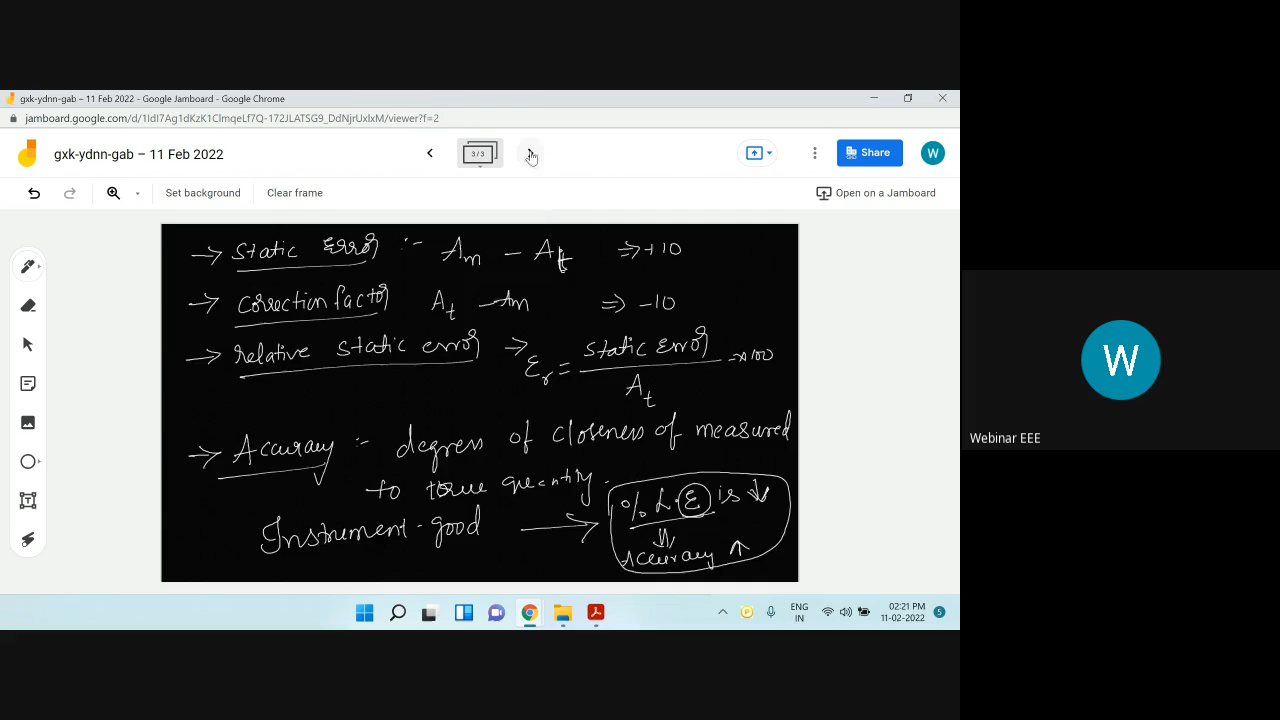 gxk-ydnn-gab – 11 Feb 2022 - Google Jamboard - Google Chrome
jamboard.google.com/d/1IdI7Ag1dKzK1ClmqeLf7Q-172JLATSG9_DdNjrUxlxM/viewer?f=2
gxk-ydnn-gab – 11 Feb 2022
3/3
Share
W
Set background
Clear frame
Open on a Jamboard
→ Static Error :- Am – At ⇒ +10
→ Correction factor At – Am ⇒ –10
→ relative static error → Er = Static Error / At × 100
→ Accuracy :- degress of closeness of measured
to true quantity.
% L.E is ↓
Instrument - good →
⇓
Accuracy ↑
W
Webinar EEE
ENG
IN
02:21 PM
11-02-2022
5